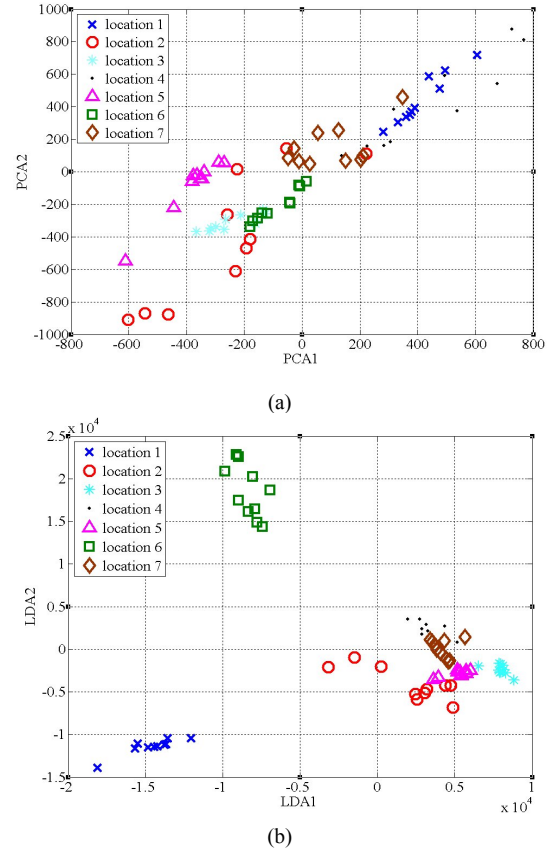 1000
800
600
400
200
0
-200
-400
-600
-800
-1000
PCA2
location 1
location 2
location 3
location 4
location 5
location 6
location 7
-800 -600 -400 -200 0 200 400 600 800
PCA1
(a)
x 10^4
2.5
2
1.5
1
0.5
0
-0.5
-1
-1.5
LDA2
location 1
location 2
location 3
location 4
location 5
location 6
location 7
-2 -1.5 -1 -0.5 0 0.5 1
LDA1
x 10^4
(b)